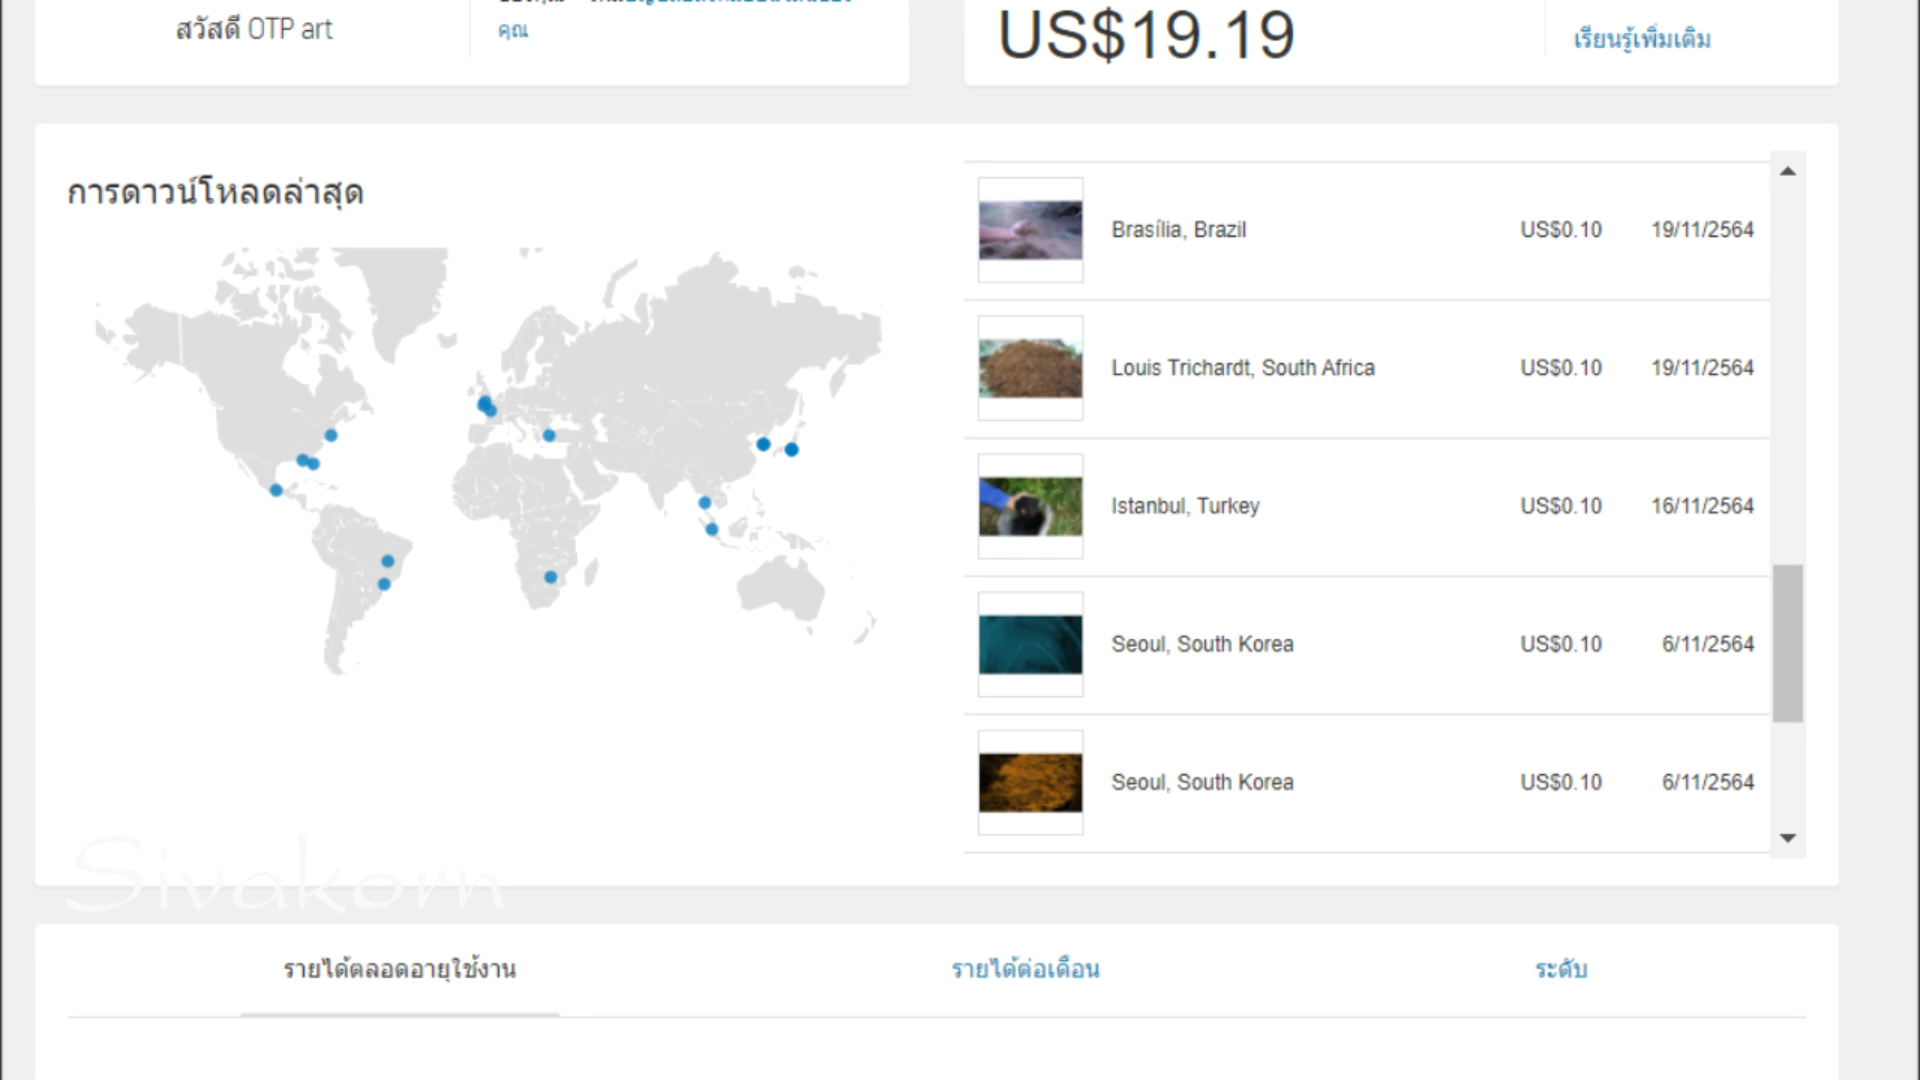 สวัสดี OTP art
คุณ
US$19.19
เรียนรู้เพิ่มเติม
การดาวน์โหลดล่าสุด
Brasília, Brazil US$0.10 19/11/2564
Louis Trichardt, South Africa US$0.10 19/11/2564
Istanbul, Turkey US$0.10 16/11/2564
Seoul, South Korea US$0.10 6/11/2564
Seoul, South Korea US$0.10 6/11/2564
Sivakorn
รายได้ตลอดอายุใช้งาน รายได้ต่อเดือน ระดับ